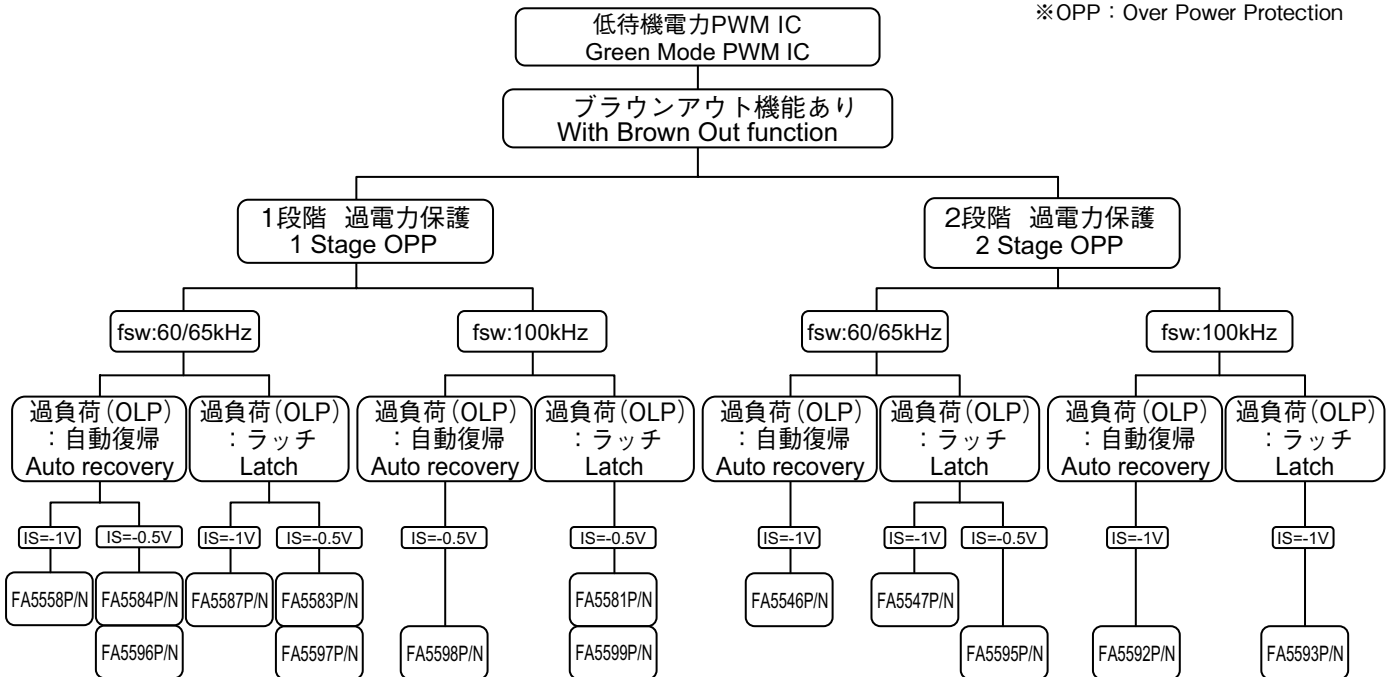 ※OPP：Over Power Protection
低待機電力PWM IC
Green Mode PWM IC
ブラウンアウト機能あり
With Brown Out function
1段階 過電力保護
1 Stage OPP
2段階 過電力保護
2 Stage OPP
fsw:60/65kHz
fsw:100kHz
fsw:60/65kHz
fsw:100kHz
過負荷(OLP)
：自動復帰
Auto recovery
過負荷(OLP)
：ラッチ
Latch
過負荷(OLP)
：自動復帰
Auto recovery
過負荷(OLP)
：ラッチ
Latch
過負荷(OLP)
：自動復帰
Auto recovery
過負荷(OLP)
：ラッチ
Latch
過負荷(OLP)
：自動復帰
Auto recovery
過負荷(OLP)
：ラッチ
Latch
IS=-1V
IS=-0.5V
IS=-1V
IS=-0.5V
IS=-0.5V
IS=-0.5V
IS=-1V
IS=-1V
IS=-0.5V
IS=-1V
IS=-1V
FA5558P/N
FA5584P/N
FA5587P/N
FA5583P/N
FA5581P/N
FA5546P/N
FA5547P/N
FA5596P/N
FA5597P/N
FA5598P/N
FA5599P/N
FA5595P/N
FA5592P/N
FA5593P/N